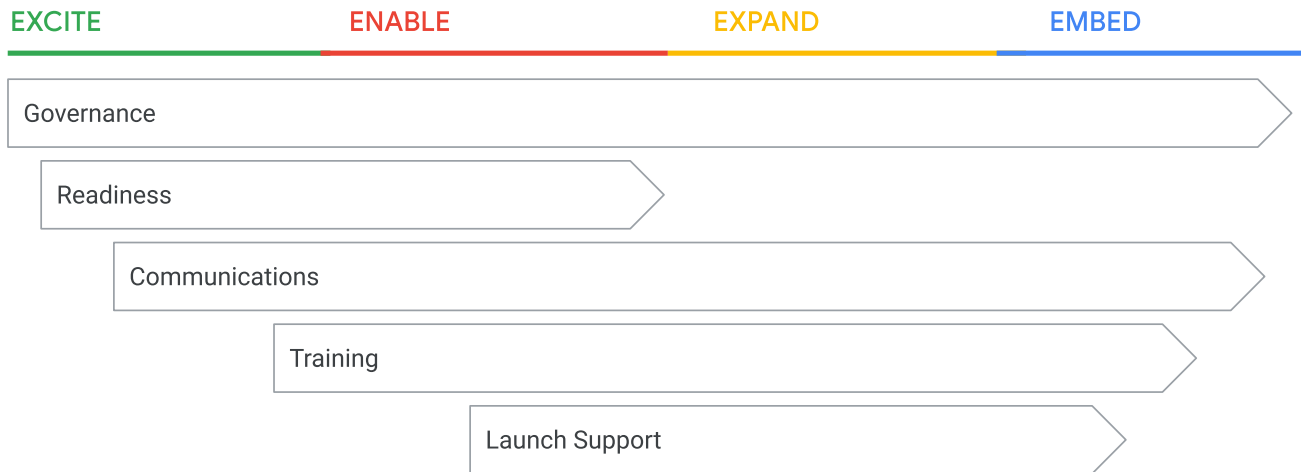 EXCITE ENABLE EXPAND EMBED
Governance
Readiness
Communications
Training
Launch Support